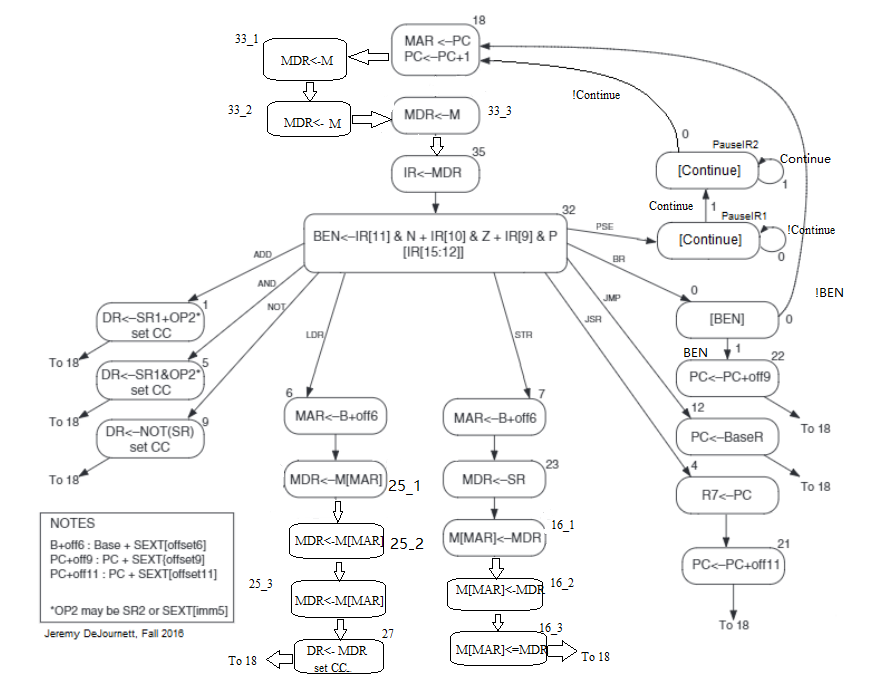 18
MAR <–PC
PC<–PC+1
33_1
MDR<-M
33_2
MDR<- M
MDR<–M
33_3
35
IR<–MDR
32
BEN<–IR[11] & N + IR[10] & Z + IR[9] & P
[IR[15:12]]
!Continue
0
PauseIR2
[Continue]
Continue
1
Continue
1
PauseIR1
[Continue]
!Continue
0
PSE
BR
JMP
JSR
ADD
AND
NOT
LDR
STR
!BEN
1
DR<–SR1+OP2*
set CC
To 18
5
DR<–SR1&OP2*
set CC
To 18
9
DR<–NOT(SR)
set CC
To 18
0
[BEN]
0
BEN
1
22
PC<–PC+off9
To 18
12
PC<–BaseR
To 18
4
R7<–PC
21
PC<–PC+off11
To 18
6
MAR<–B+off6
MDR<–M[MAR]
25_1
MDR<-M[MAR]
25_2
25_3
MDR<-M[MAR]
27
DR<- MDR
set CC
To 18
7
MAR<–B+off6
23
MDR<–SR
16_1
M[MAR]<–MDR
16_2
M[MAR]<-MDR
16_3
M[MAR]<=MDR
To 18
NOTES
B+off6 : Base + SEXT[offset6]
PC+off9 : PC + SEXT[offset9]
PC+off11 : PC + SEXT[offset11]
*OP2 may be SR2 or SEXT[imm5]
Jeremy DeJournett, Fall 2016